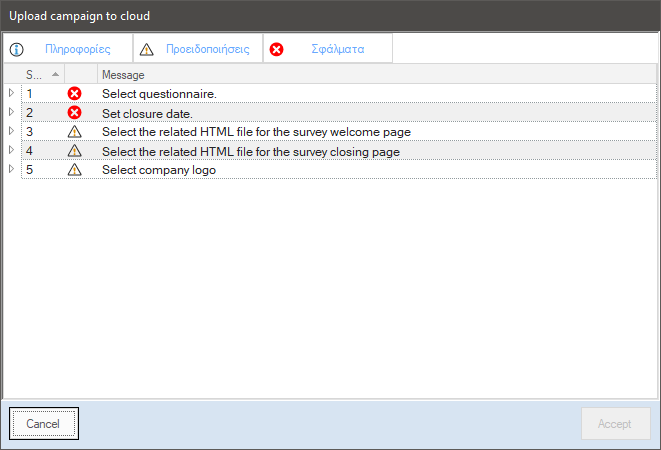 Upload campaign to cloud
Πληροφορίες Προειδοποιήσεις Σφάλματα
S... Message
1 Select questionnaire.
2 Set closure date.
3 Select the related HTML file for the survey welcome page
4 Select the related HTML file for the survey closing page
5 Select company logo
Cancel Accept